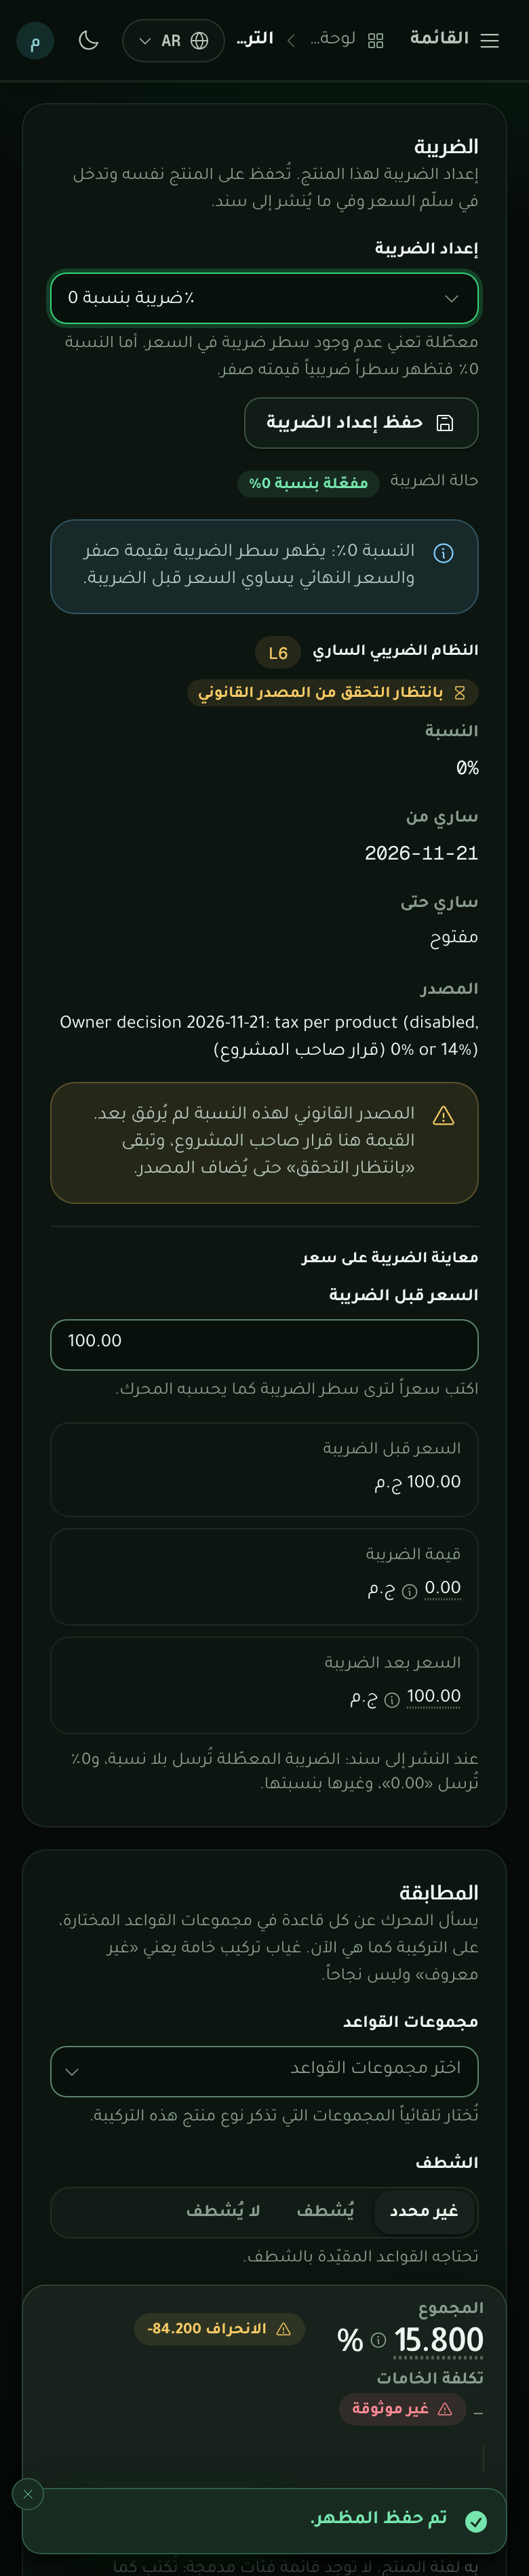 القائمة
لوحة...
التر...
AR
م
الضريبة
إعداد الضريبة لهذا المنتج. تُحفظ على المنتج نفسه وتدخل
في سلّم السعر وفي ما يُنشر إلى سند.
إعداد الضريبة
ضريبة بنسبة 0٪
معطّلة تعني عدم وجود سطر ضريبة في السعر. أما النسبة
0٪ فتظهر سطراً ضريبياً قيمته صفر.
حفظ إعداد الضريبة
حالة الضريبة
مفعّلة بنسبة 0%
النسبة 0٪: يظهر سطر الضريبة بقيمة صفر
والسعر النهائي يساوي السعر قبل الضريبة.
النظام الضريبي الساري
L6
بانتظار التحقق من المصدر القانوني
النسبة
0%
ساري من
2026-11-21
ساري حتى
مفتوح
المصدر
Owner decision 2026-11-21: tax per product (disabled,
0% or 14%) (قرار صاحب المشروع)
المصدر القانوني لهذه النسبة لم يُرفق بعد.
القيمة هنا قرار صاحب المشروع، وتبقى
«بانتظار التحقق» حتى يُضاف المصدر.
معاينة الضريبة على سعر
السعر قبل الضريبة
100.00
اكتب سعراً لترى سطر الضريبة كما يحسبه المحرك.
السعر قبل الضريبة
100.00 ج.م
قيمة الضريبة
0.00 ج.م
السعر بعد الضريبة
100.00 ج.م
عند النشر إلى سند: الضريبة المعطّلة تُرسل بلا نسبة، و0٪
تُرسل «0.00»، وغيرها بنسبتها.
المطابقة
يسأل المحرك عن كل قاعدة في مجموعات القواعد المختارة،
على التركيبة كما هي الآن. غياب تركيب خامة يعني «غير
معروف» وليس نجاحاً.
مجموعات القواعد
اختر مجموعات القواعد
تُختار تلقائياً المجموعات التي تذكر نوع منتج هذه التركيبة.
الشطف
غير محدد
يُشطف
لا يُشطف
تحتاجه القواعد المقيّدة بالشطف.
المجموع
15.800 %
الانحراف 84.200-
تكلفة الخامات
—
غير موثوقة
تم حفظ المظهر.
به لفئة المنتج. لا توجد قائمة فئات مدمجة: تُكتب كما